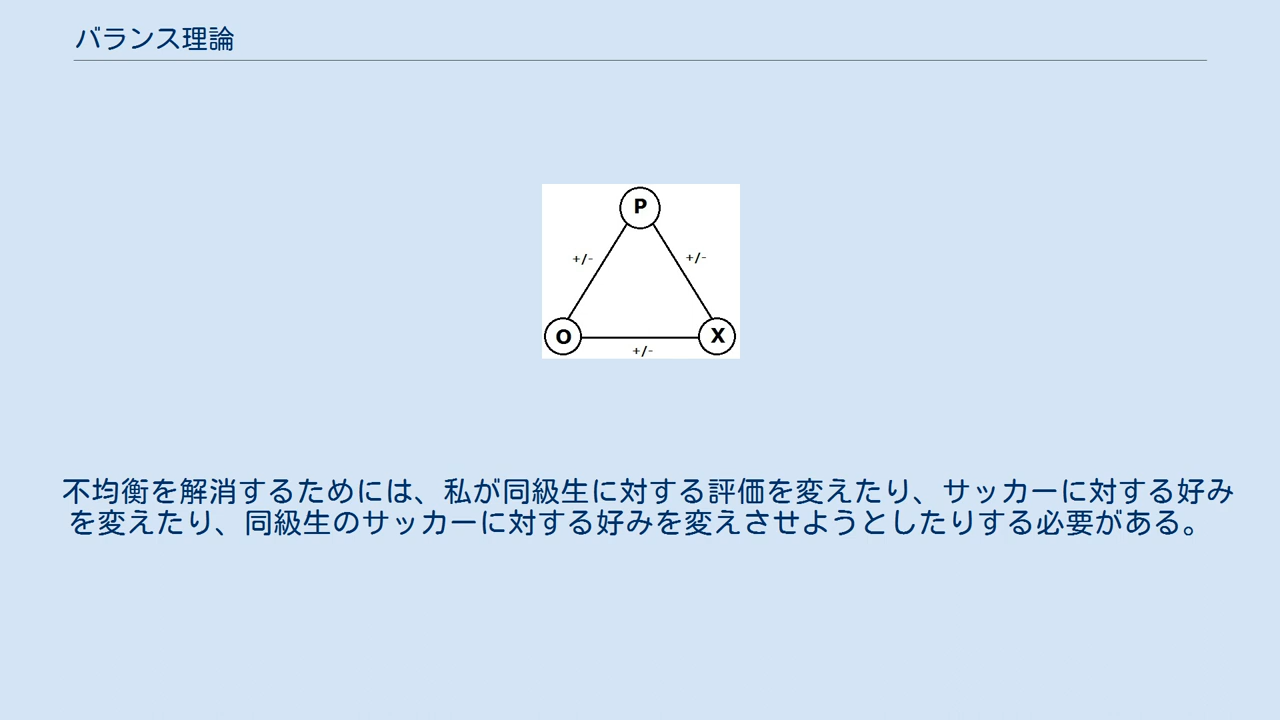 バランス理論
P
+/-
+/-
O
X
+/-
不均衡を解消するためには、私が同級生に対する評価を変えたり、サッカーに対する好み
を変えたり、同級生のサッカーに対する好みを変えさせようとしたりする必要がある。